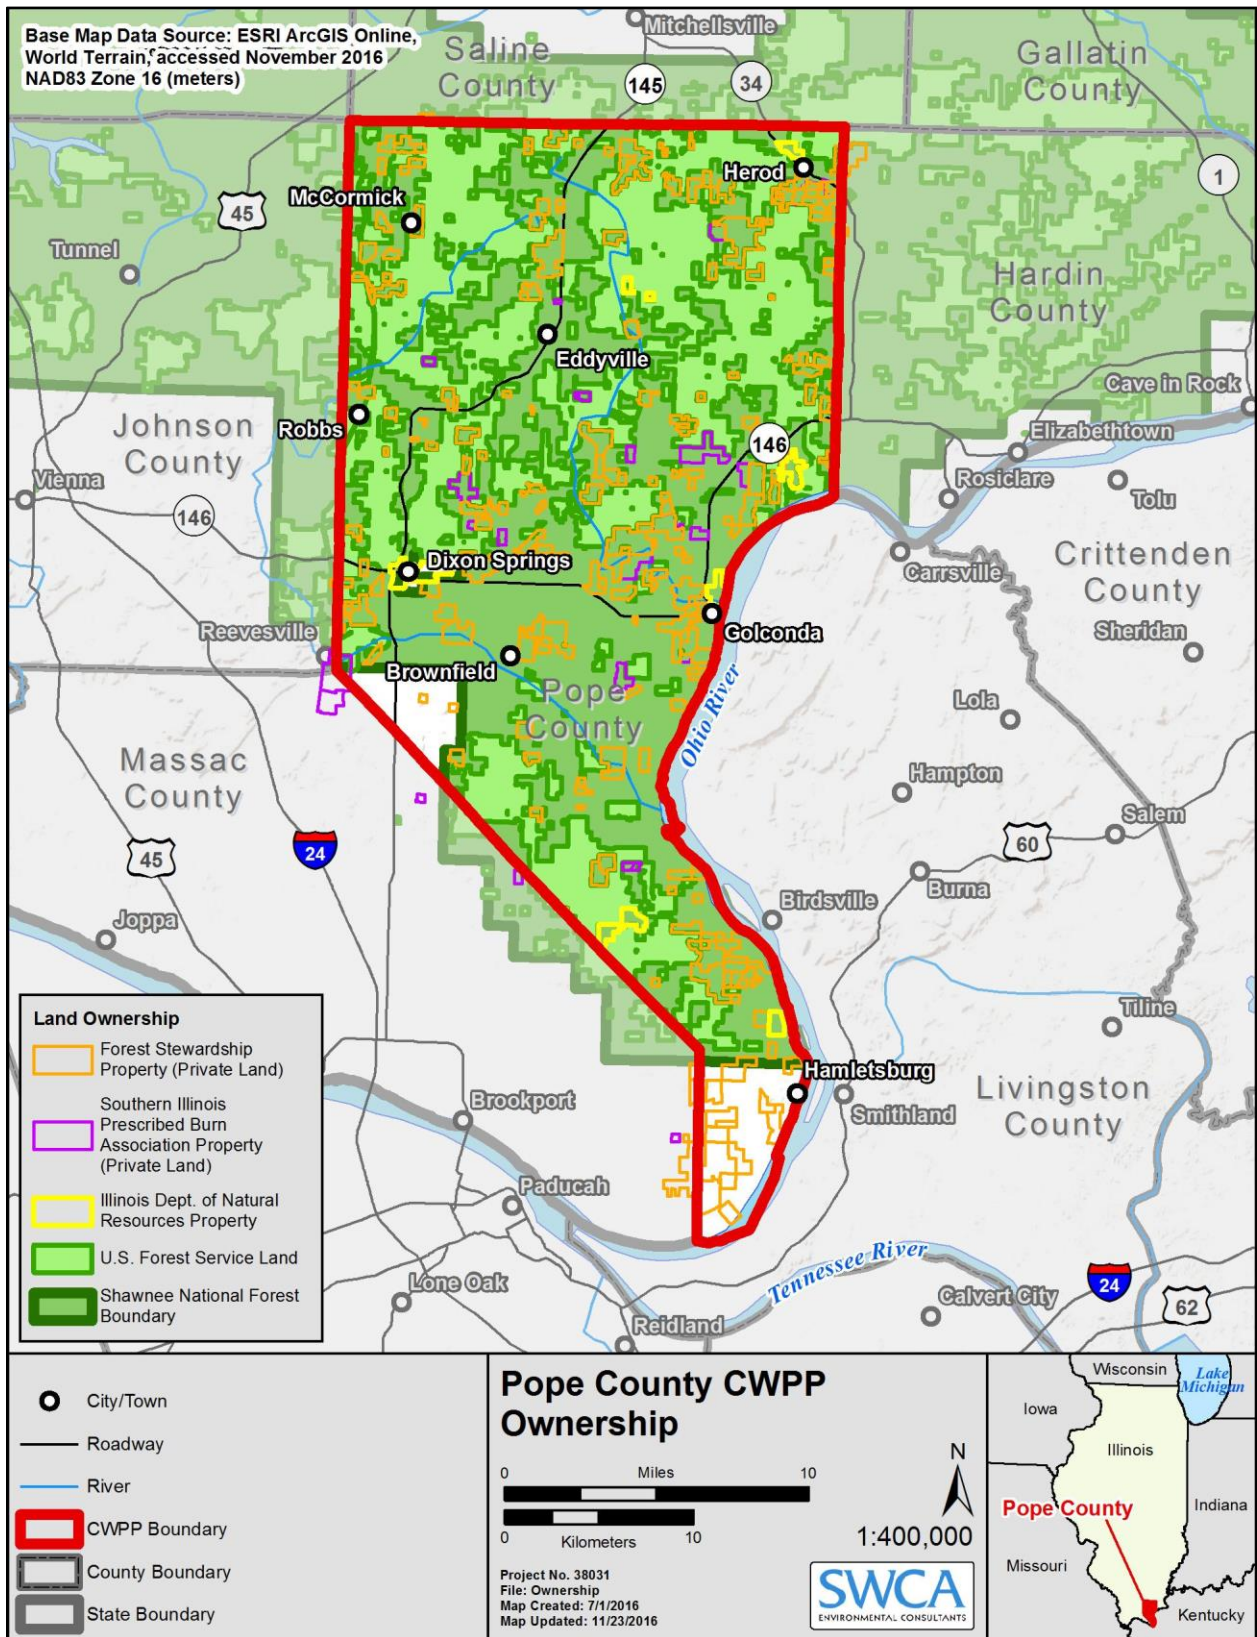 Base Map Data Source: ESRI ArcGIS Online,
World Terrain, accessed November 2016
NAD83 Zone 16 (meters)
Mitchellsville
Saline
County
145
34
Gallatin
County
1
45
McCormick
Herod
Tunnel
Hardin
County
Eddyville
Cave in Rock
Robbs
Johnson
County
146
Elizabethtown
Rosiclare
Tolu
Vienna
146
Dixon Springs
Carrsville
Crittenden
County
Golconda
Sheridan
Reevesville
Brownfield
Pope
County
Ohio River
Lola
Massac
County
Hampton
Salem
45
24
60
Burna
Birdsville
Joppa
Tiline
Hamletsburg
Smithland
Livingston
County
Brookport
Paducah
Tennessee River
Lone Oak
Calvert City
24
62
Reidland
Land Ownership
Forest Stewardship
Property (Private Land)
Southern Illinois
Prescribed Burn
Association Property
(Private Land)
Illinois Dept. of Natural
Resources Property
U.S. Forest Service Land
Shawnee National Forest
Boundary
City/Town
Roadway
River
CWPP Boundary
County Boundary
State Boundary
Pope County CWPP
Ownership
0 Miles 10
0 Kilometers 10
N
1:400,000
Project No. 38031
File: Ownership
Map Created: 7/1/2016
Map Updated: 11/23/2016
SWCA
ENVIRONMENTAL CONSULTANTS
Wisconsin
Lake
Michigan
Iowa
Illinois
Pope County
Indiana
Missouri
Kentucky